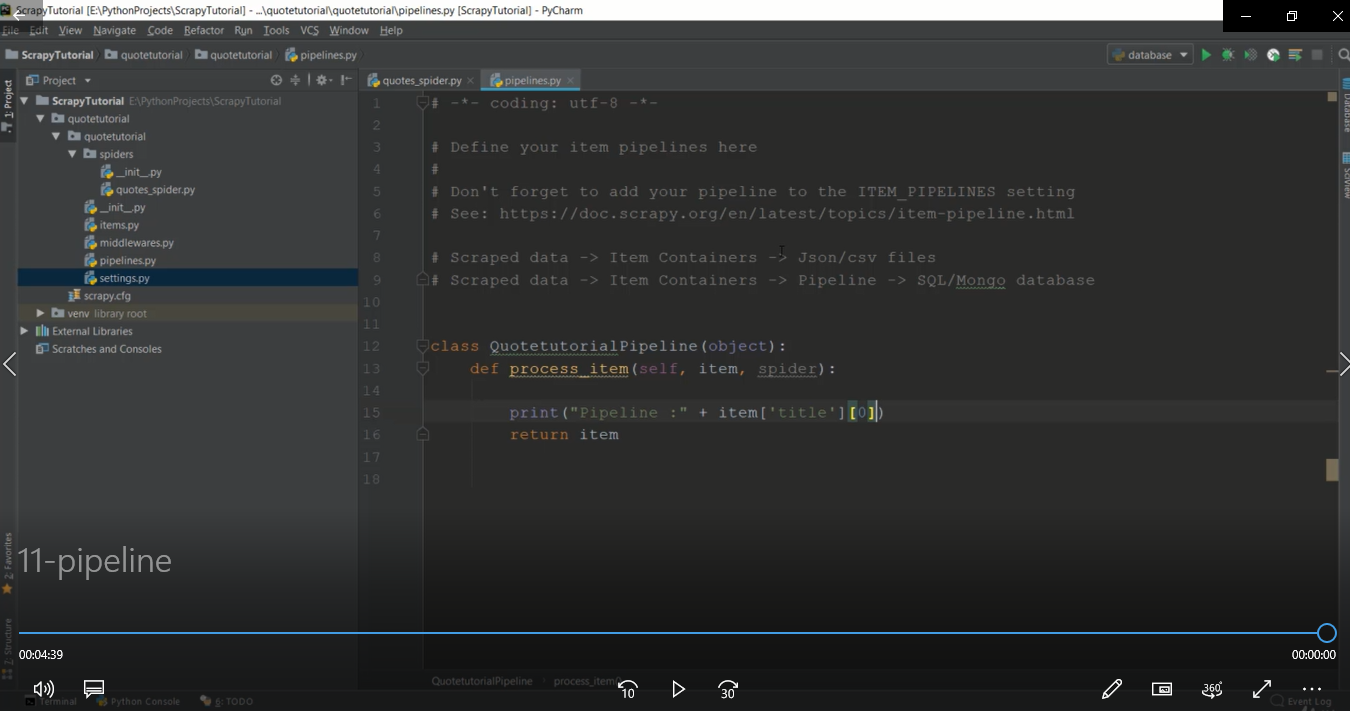 ScrapyTutorial [E:\PythonProjects\ScrapyTutorial] - ...\quotetutorial\quotetutorial\pipelines.py [ScrapyTutorial] - PyCharm
File Edit View Navigate Code Refactor Run Tools VCS Window Help
ScrapyTutorial quotetutorial quotetutorial pipelines.py database
Project quotes_spider.py pipelines.py
1: Project
Database
SciView
ScrapyTutorial E:\PythonProjects\ScrapyTutorial
quotetutorial
quotetutorial
spiders
__init__.py
quotes_spider.py
__init__.py
items.py
middlewares.py
pipelines.py
settings.py
scrapy.cfg
venv library root
External Libraries
Scratches and Consoles
1 # -*- coding: utf-8 -*-
2
3 # Define your item pipelines here
4 #
5 # Don't forget to add your pipeline to the ITEM_PIPELINES setting
6 # See: https://doc.scrapy.org/en/latest/topics/item-pipeline.html
7
8 # Scraped data -> Item Containers -> Json/csv files
9 # Scraped data -> Item Containers -> Pipeline -> SQL/Mongo database
10
11
12 class QuotetutorialPipeline(object):
13 def process_item(self, item, spider):
14
15 print("Pipeline :" + item['title'][0])
16 return item
17
18
2: Favorites
11-pipeline
Z: Structure
00:04:39 00:00:00
QuotetutorialPipeline process_item
10 30 360
Terminal Python Console 6: TODO Event Log